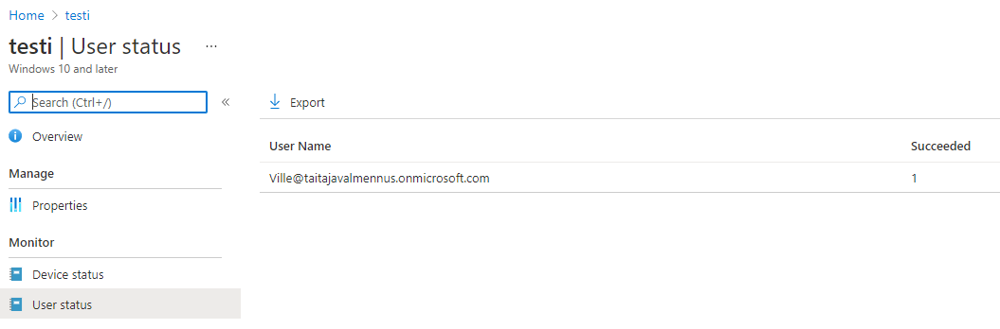 Home > testi
testi | User status ...
Windows 10 and later
Search (Ctrl+/) «
Export
Overview
User Name Succeeded
Manage
Ville@taitajavalmennus.onmicrosoft.com 1
Properties
Monitor
Device status
User status